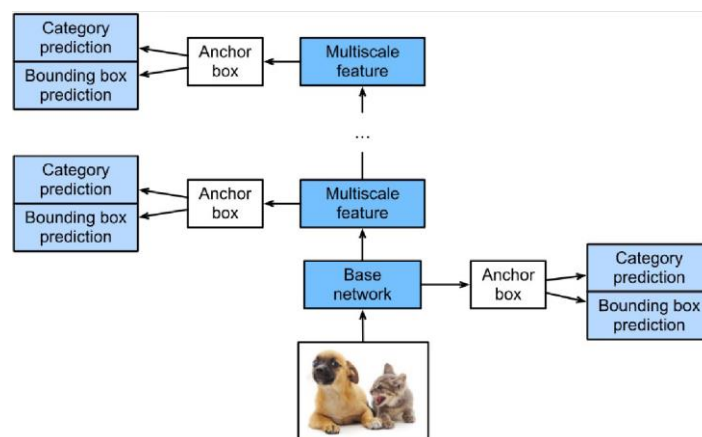 Category
prediction
Bounding box
prediction
Anchor
box
Multiscale
feature
...
Category
prediction
Bounding box
prediction
Anchor
box
Multiscale
feature
Base
network
Anchor
box
Category
prediction
Bounding box
prediction